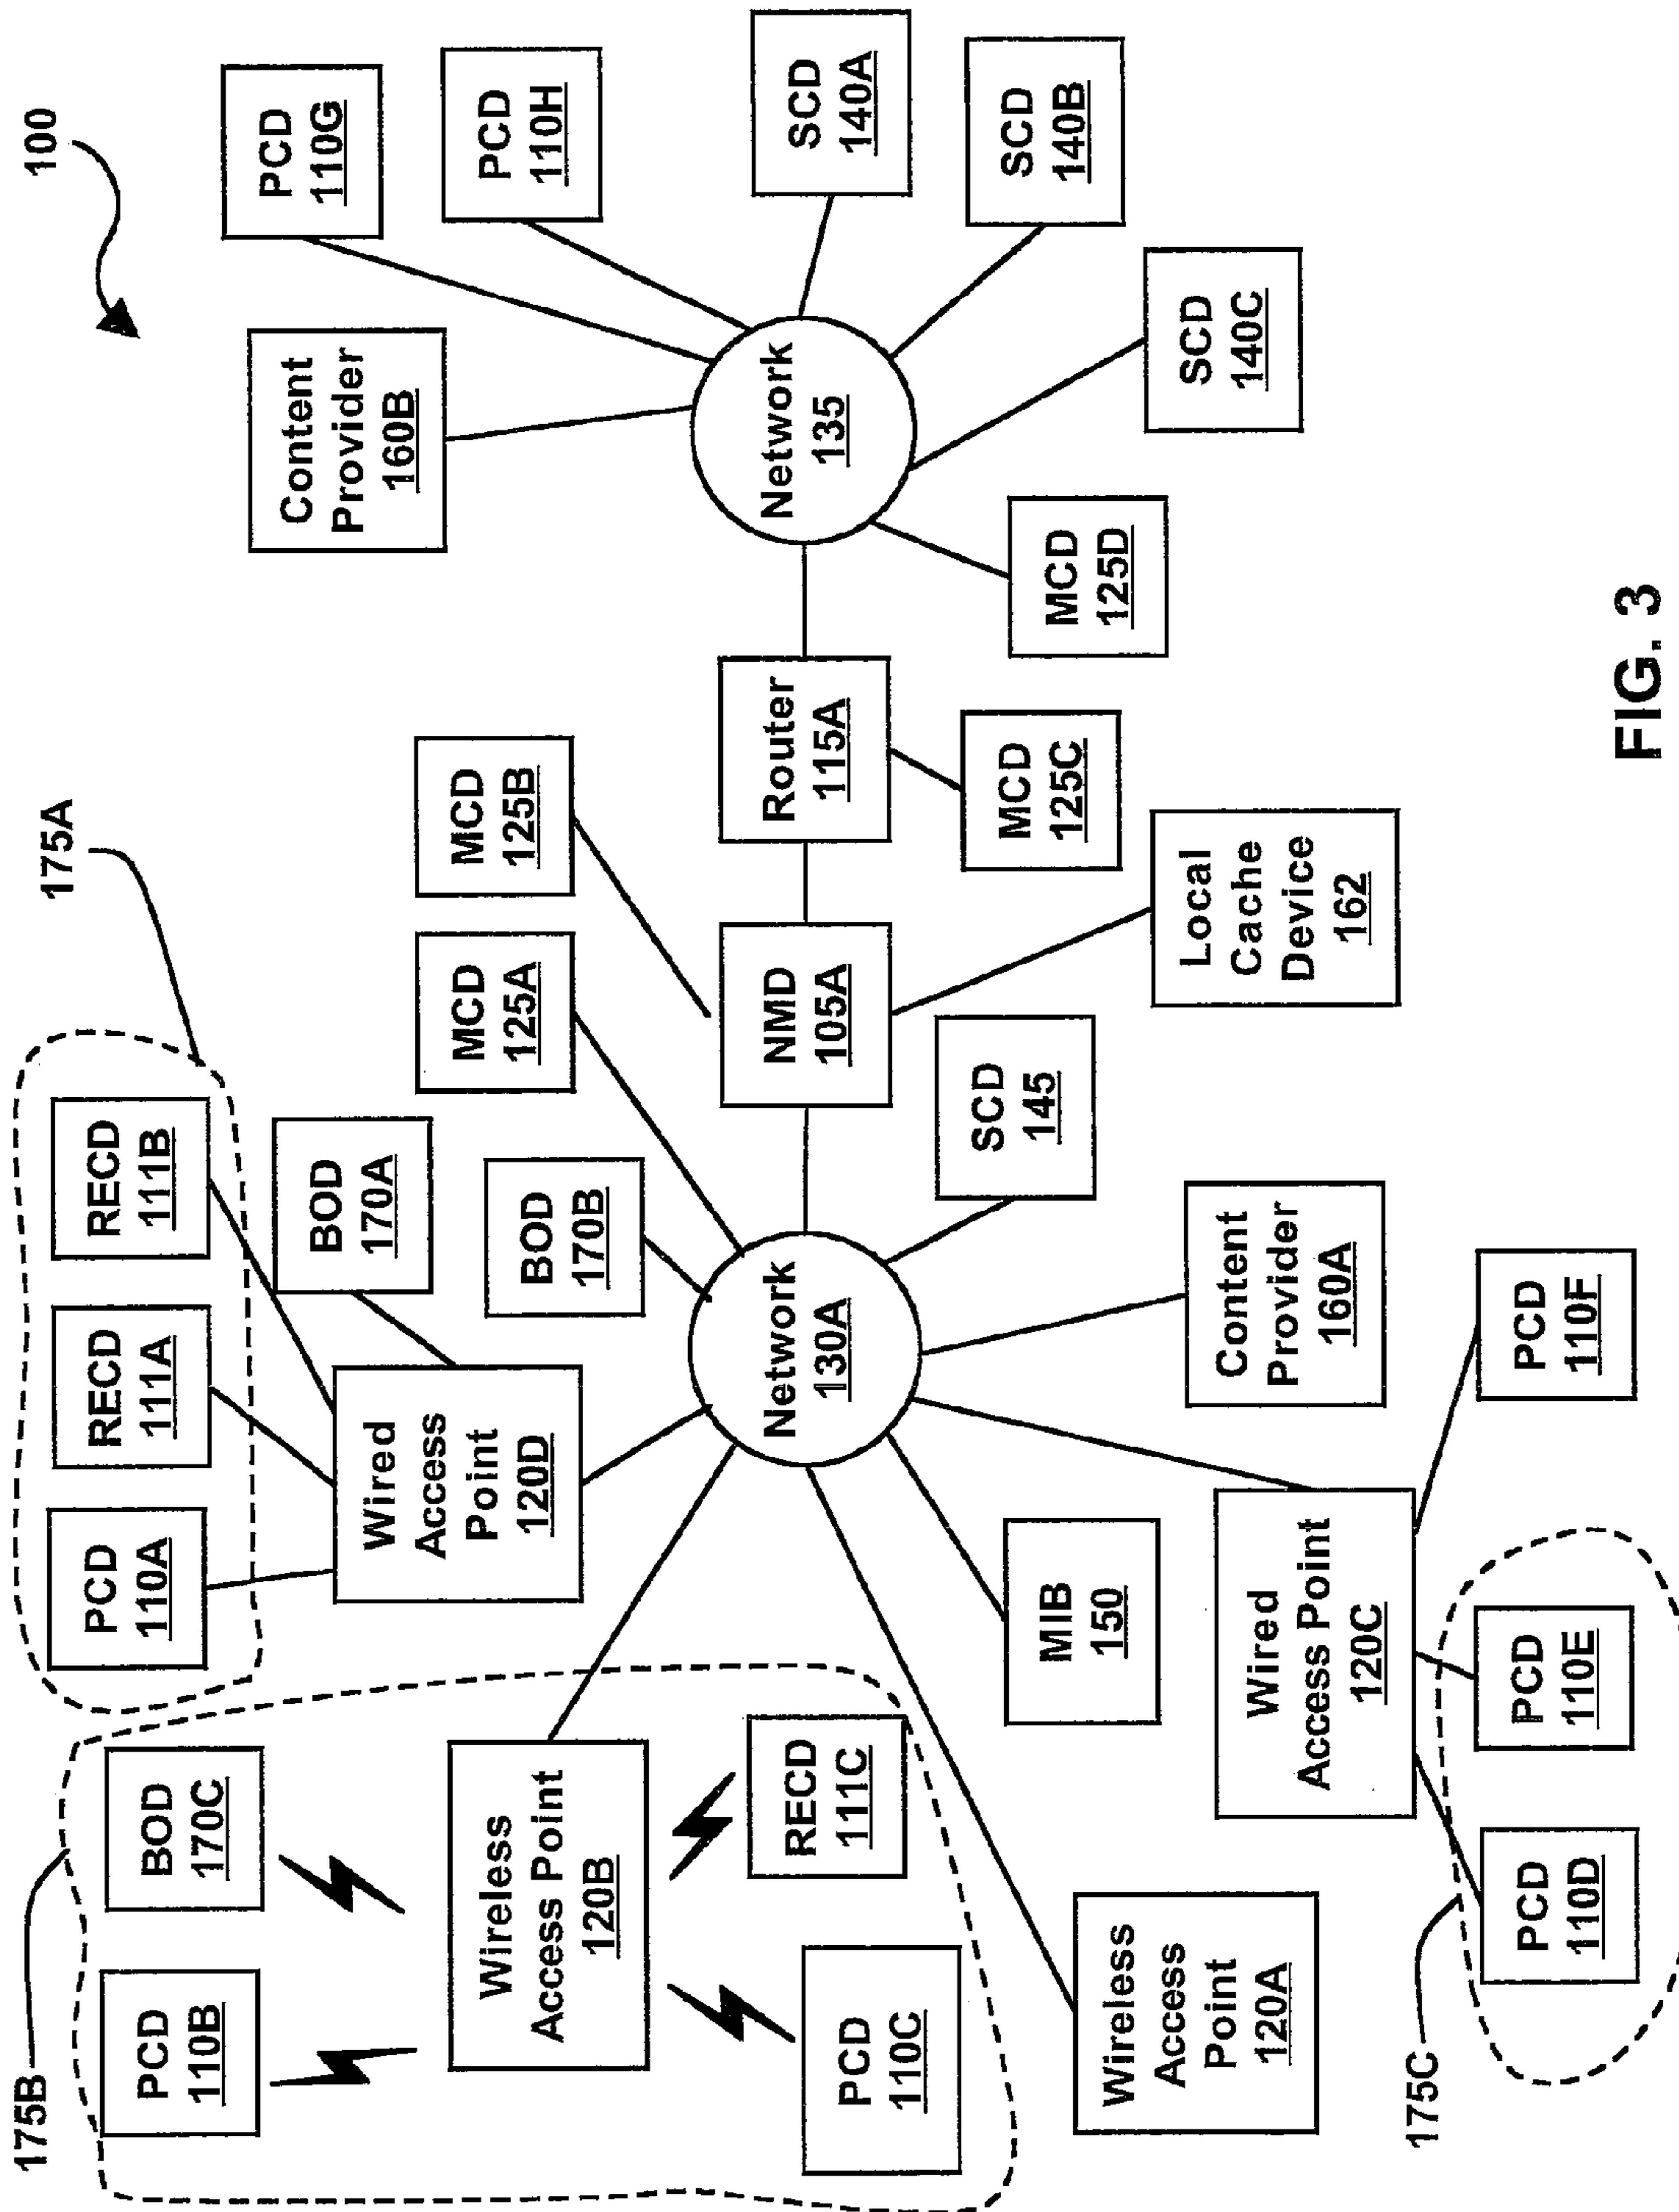 100
175A
175B
PCD
110B
BOD
170C
PCD
110A
RECD
111A
RECD
111B
BOD
170A
Content
Provider
160B
PCD
110G
PCD
110H
Wireless
Access Point
120B
Wired
Access
Point
120D
BOD
170B
MCD
125A
MCD
125B
PCD
110C
RECD
111C
Network
130A
NMD
105A
Router
115A
Network
135
SCD
140A
Wireless
Access
Point
120A
MIB
150
SCD
145
MCD
125C
MCD
125D
SCD
140B
Wired
Access Point
120C
Content
Provider
160A
Local
Cache
Device
162
SCD
140C
175C
PCD
110D
PCD
110E
PCD
110F
FIG. 3